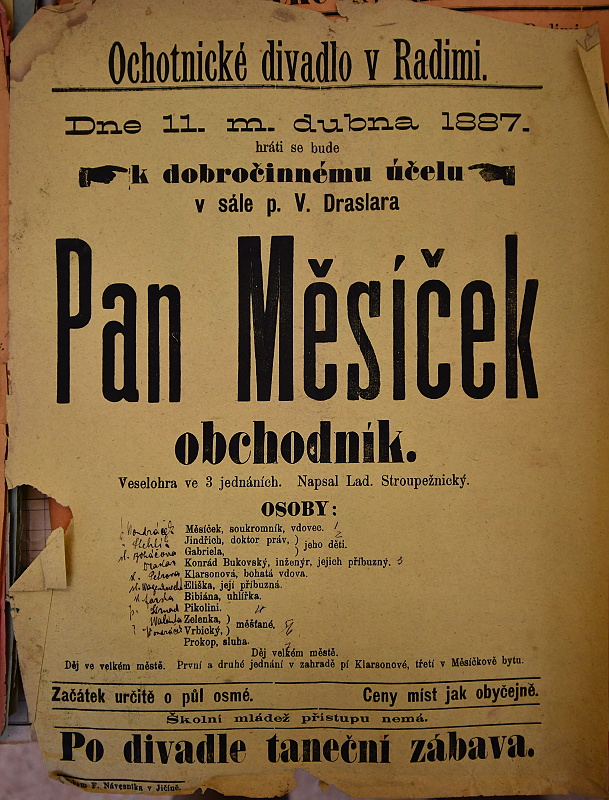 Ochotnické divadlo v Radimi.
Dne 11. m. dubna 1887.
hráti se bude
k dobročinnému účelu
v sále p. V. Draslara
Pan Měsíček
obchodník.
Veselohra ve 3 jednáních. Napsal Lad. Stroupežnický.
OSOBY:
Měsíček, soukromník, vdovec.
Jindřich, doktor práv, ) jeho děti.
Gabriela, )
Konrád Bukovský, inženýr, jejich příbuzný.
Klarsonová, bohatá vdova.
Eliška, její příbuzná.
Bibiána, uhlířka.
Pikolini.
Zelenka, ) měšťané.
Vrbický, )
Prokop, sluha.
Děj velkém městě.
Děj ve velkém městě. První a druhé jednání v zahradě pí Klarsonové, třetí v Měsíčkově bytu.
Začátek určitě o půl osmé. Ceny míst jak obyčejně.
Školní mládež přístupu nemá.
Po divadle taneční zábava.
F. Návesníka v Jičíně.